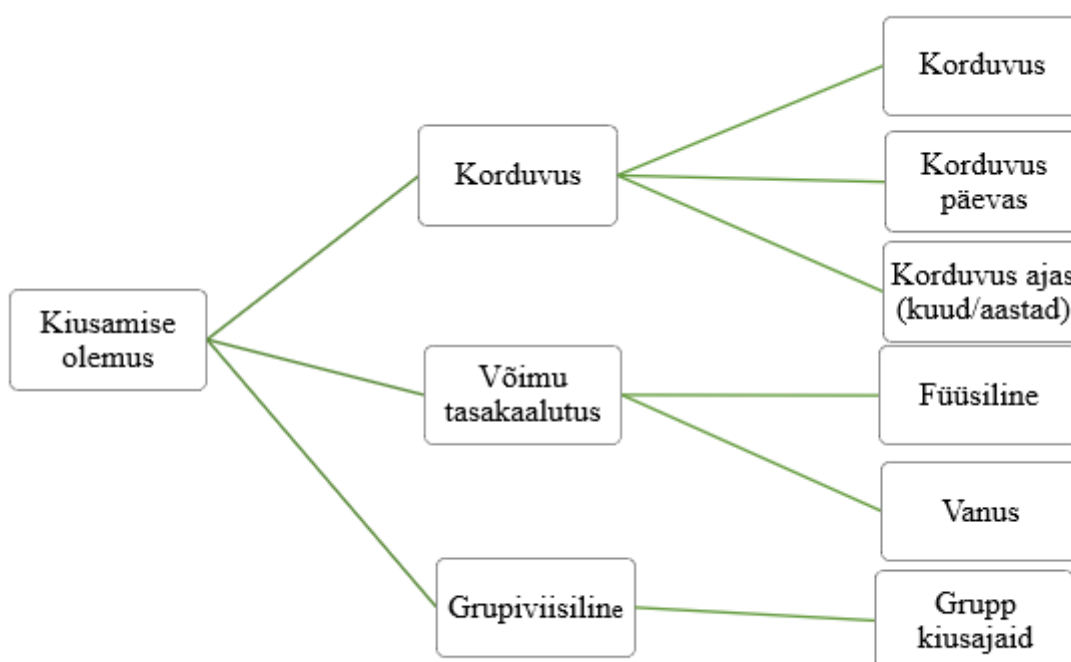 Kiusamise
olemus
Korduvus
Korduvus
Korduvus
päevas
Korduvus ajas
(kuud/aastad)
Võimu
tasakaalutus
Füüsiline
Vanus
Grupiviisiline
Grupp
kiusajaid